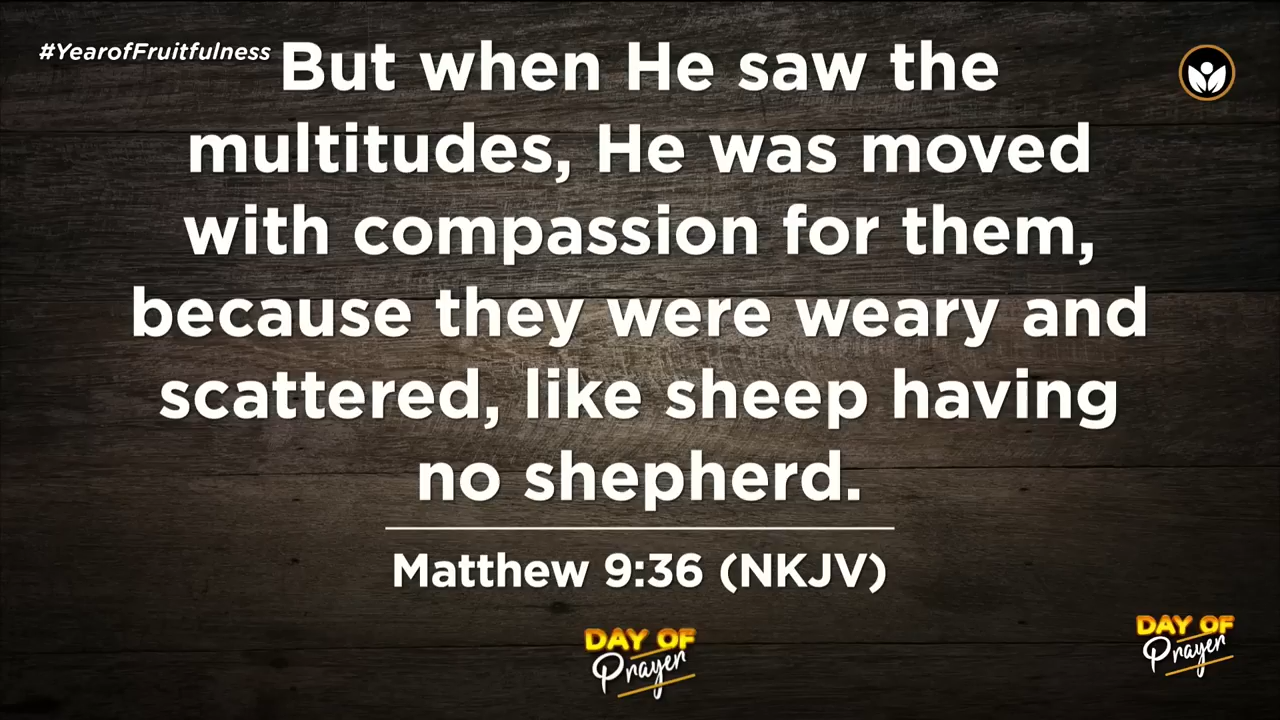 #YearofFruitfulness
But when He saw the
multitudes, He was moved
with compassion for them,
because they were weary and
scattered, like sheep having
no shepherd.
Matthew 9:36 (NKJV)
DAY OF
Prayer
DAY OF
Prayer